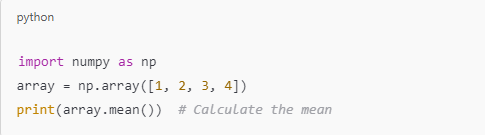 python
import numpy as np
array = np.array([1, 2, 3, 4])
print(array.mean())  # Calculate the mean